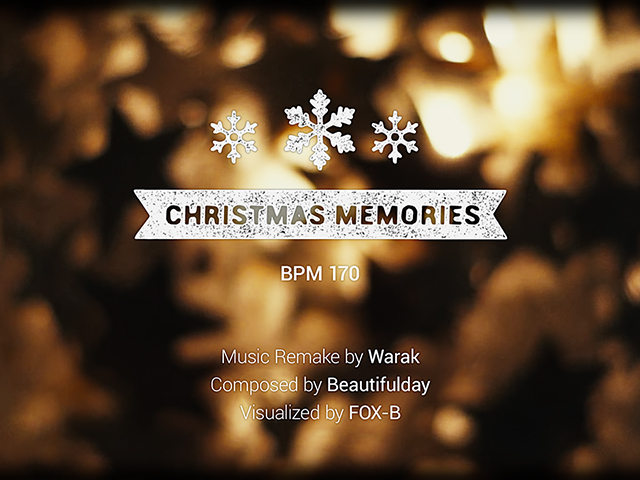 CHRISTMAS MEMORIES
BPM 170
Music Remake by Warak
Composed by Beautifulday
Visualized by FOX-B